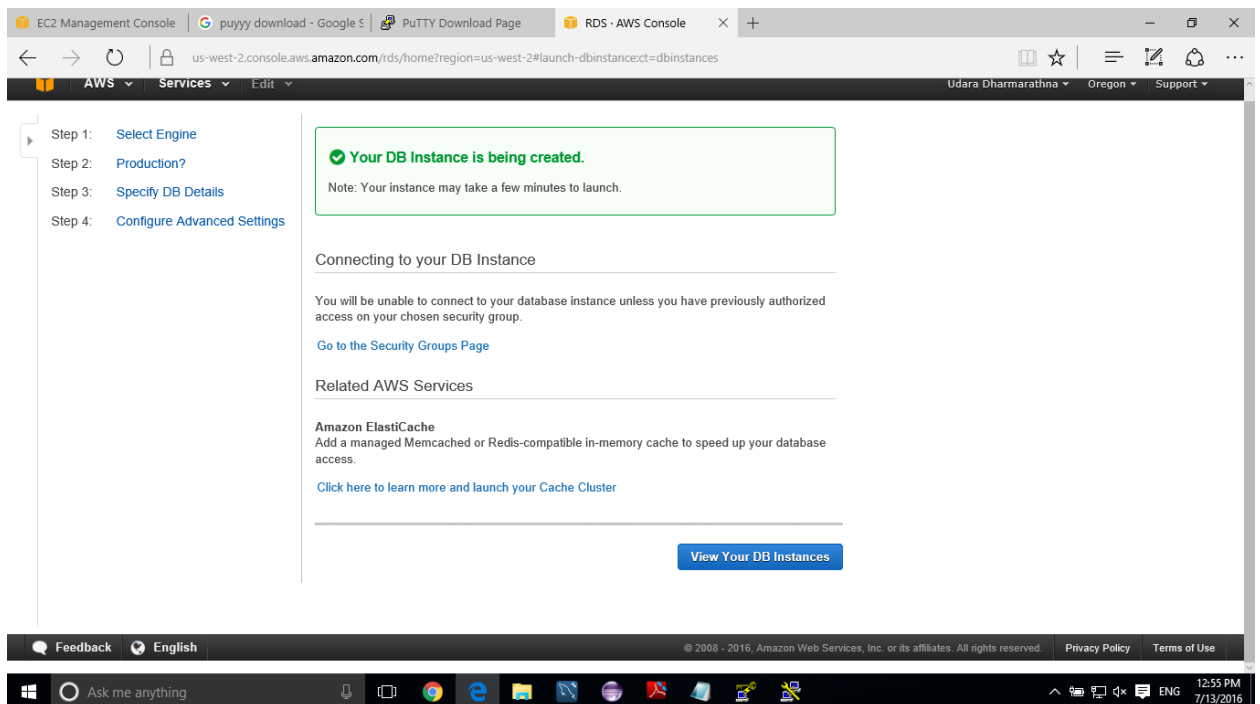 EC2 Management Console
puyyy download - Google S
PuTTY Download Page
RDS · AWS Console
us-west-2.console.aws.amazon.com/rds/home?region=us-west-2#launch-dbinstance:ct=dbinstances
AWS
Services
Edit
Udara Dharmarathna
Oregon
Support
Step 1: Select Engine
Step 2: Production?
Step 3: Specify DB Details
Step 4: Configure Advanced Settings
Your DB Instance is being created.
Note: Your instance may take a few minutes to launch.
Connecting to your DB Instance
You will be unable to connect to your database instance unless you have previously authorized
access on your chosen security group.
Go to the Security Groups Page
Related AWS Services
Amazon ElastiCache
Add a managed Memcached or Redis-compatible in-memory cache to speed up your database
access.
Click here to learn more and launch your Cache Cluster
View Your DB Instances
Feedback
English
© 2008 - 2016, Amazon Web Services, Inc. or its affiliates. All rights reserved.
Privacy Policy
Terms of Use
Ask me anything
ENG
12:55 PM
7/13/2016